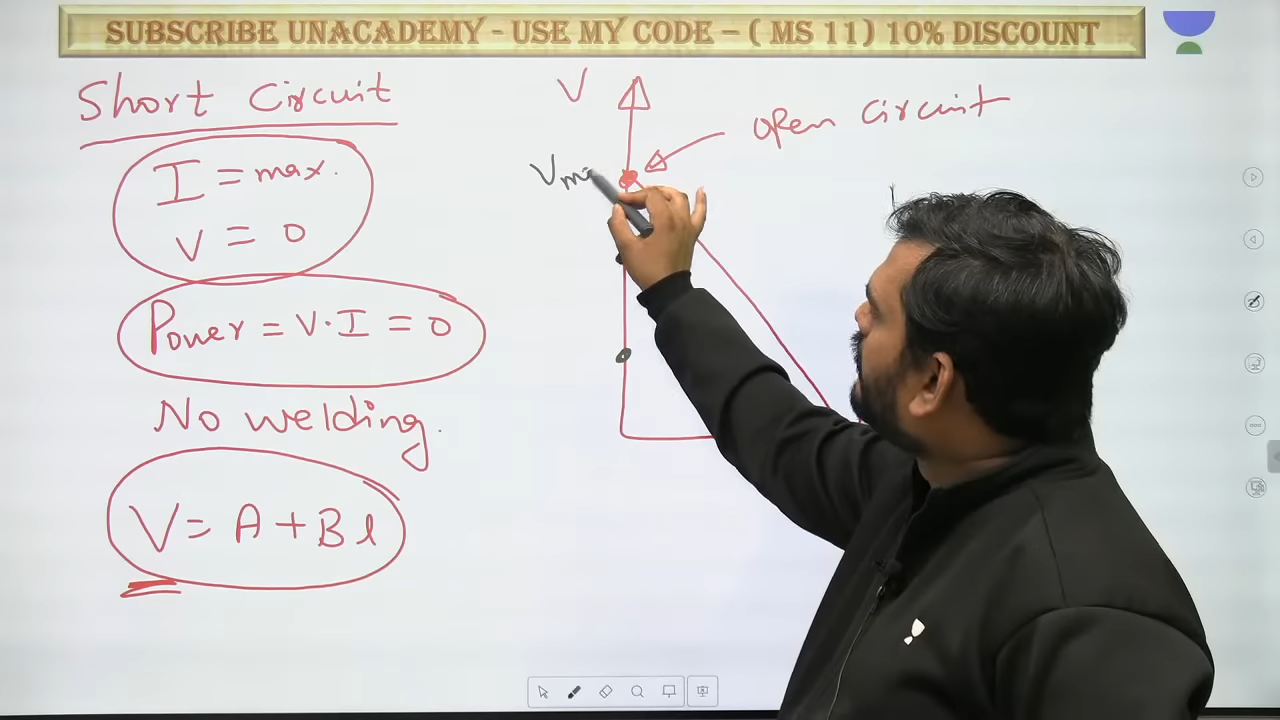 SUBSCRIBE UNACADEMY - USE MY CODE – ( MS 11) 10% DISCOUNT
Short Circuit
I = max.
V = 0
Power = V·I = 0
No welding.
V = A + B l
V
open circuit